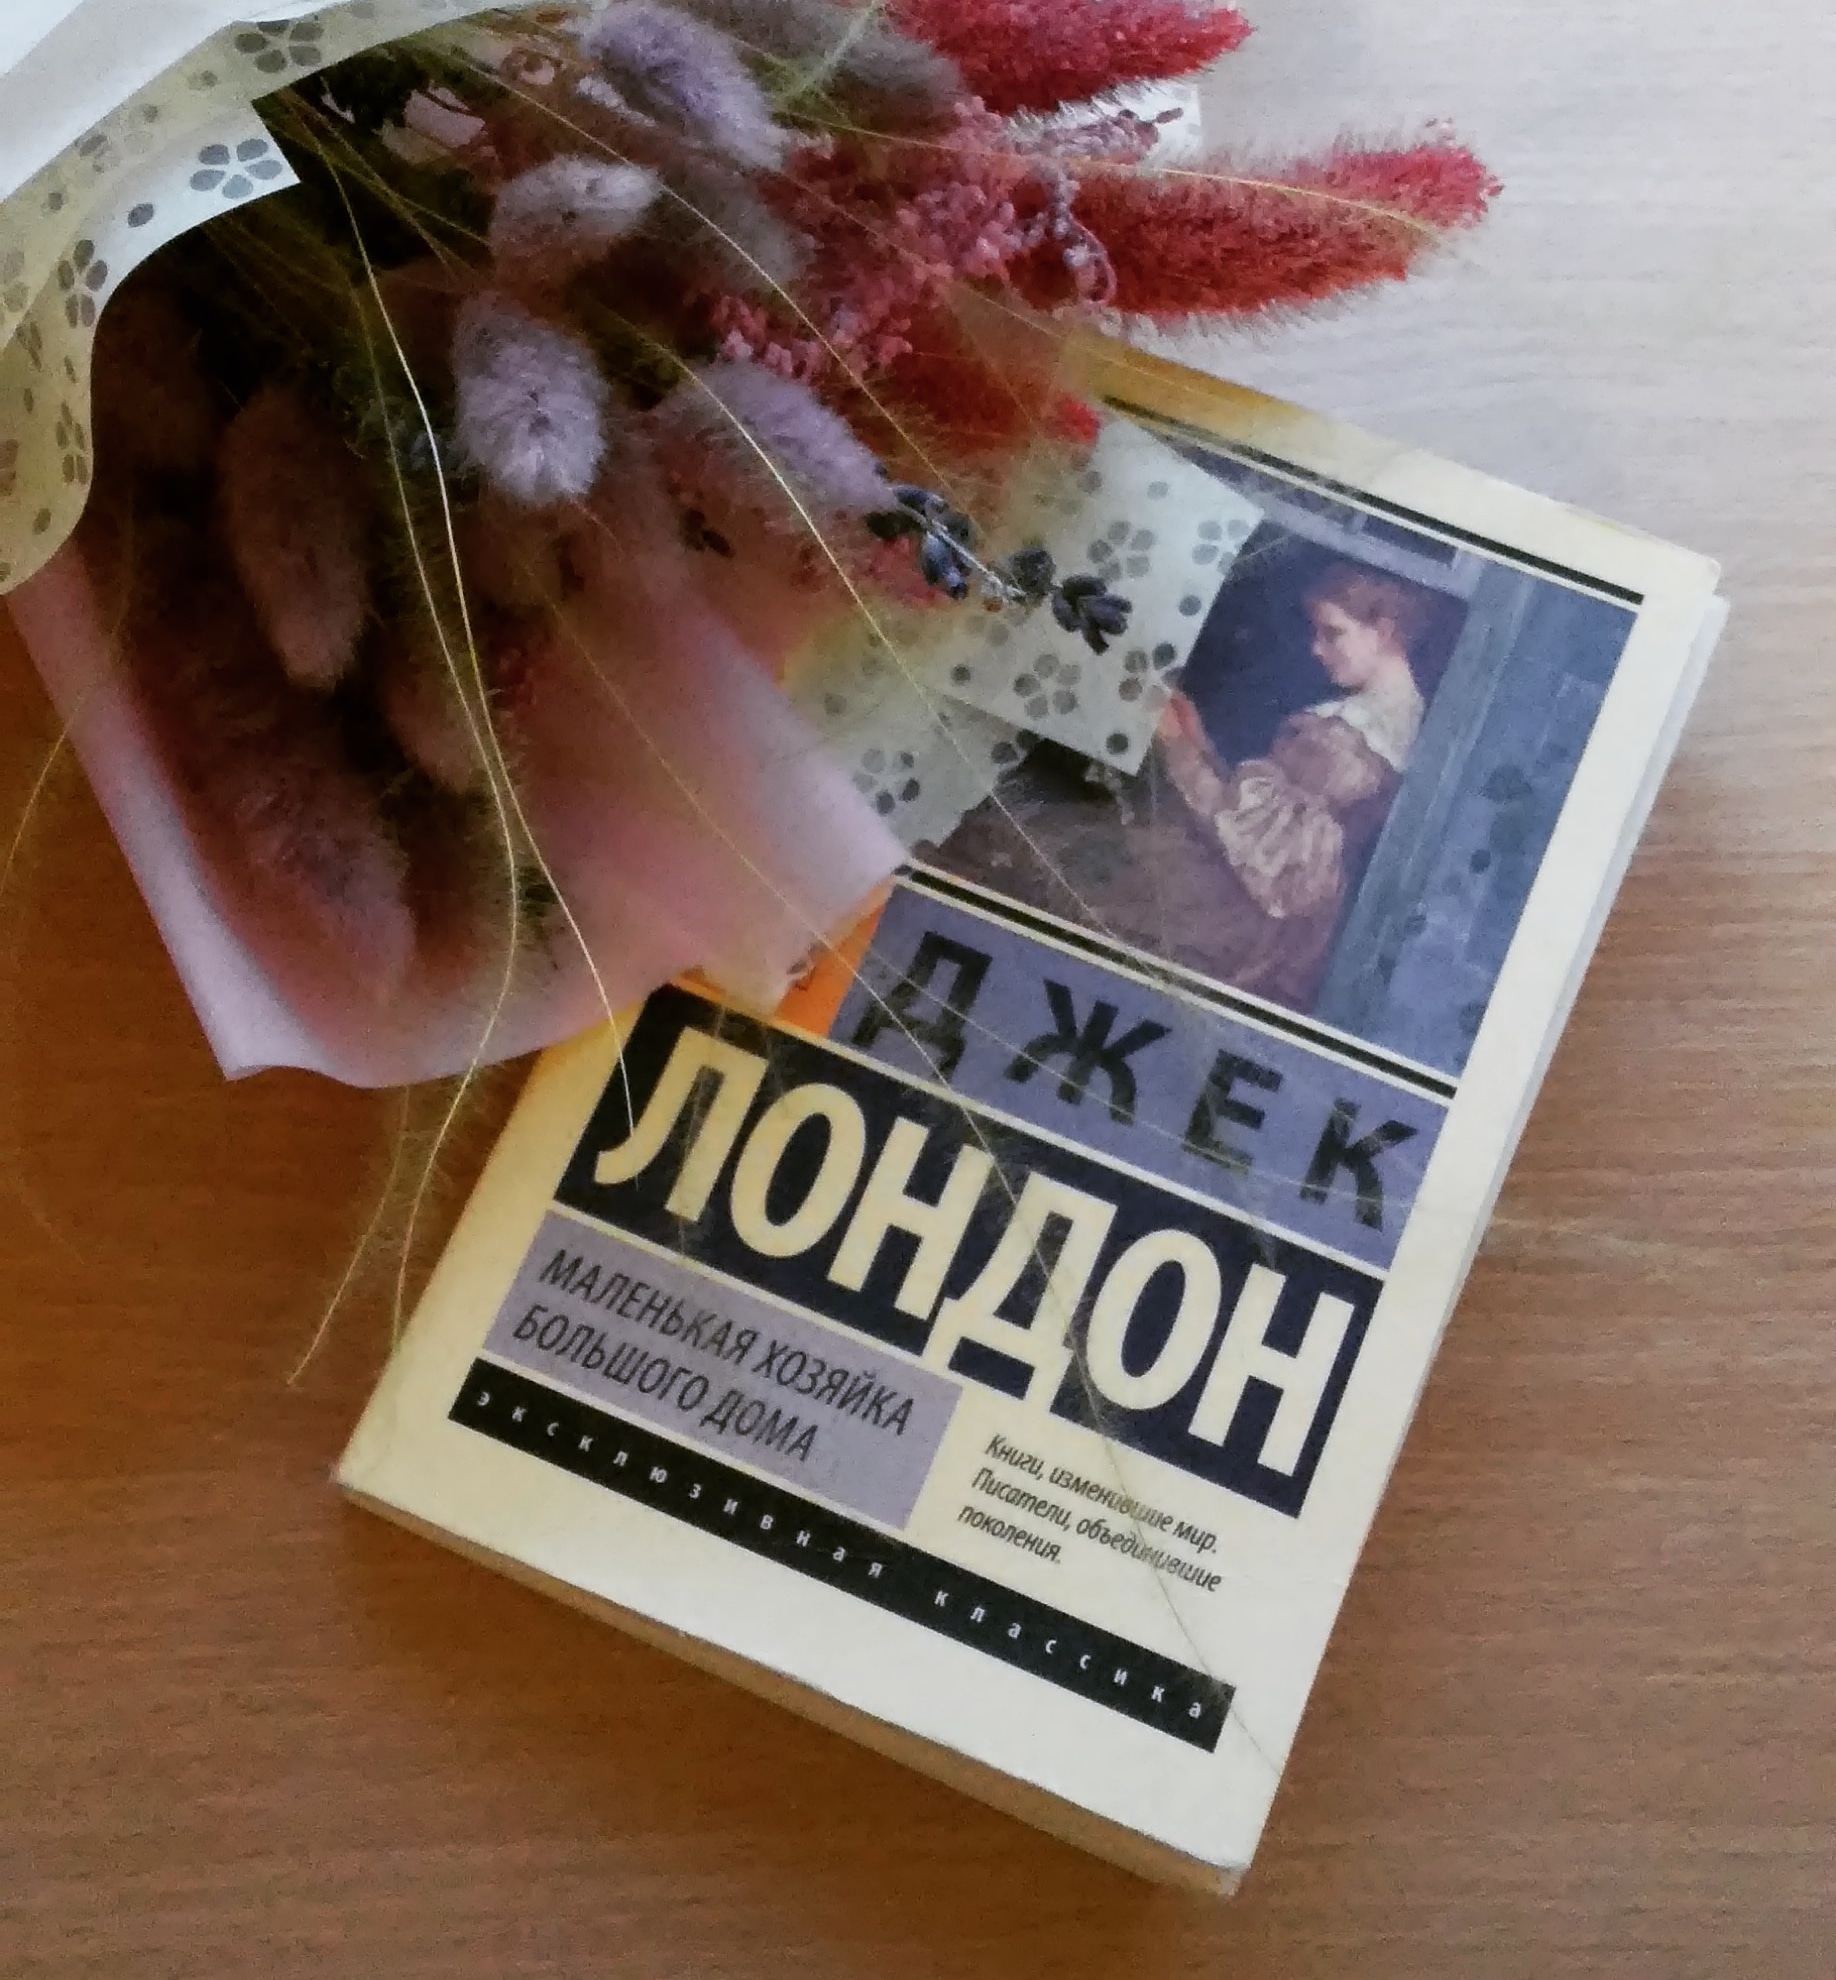 ДЖЕК
ЛОНДОН
МАЛЕНЬКАЯ ХОЗЯЙКА
БОЛЬШОГО ДОМА
Книги, изменившие мир.
Писатели, объединившие
поколения.
эксклюзивная классика